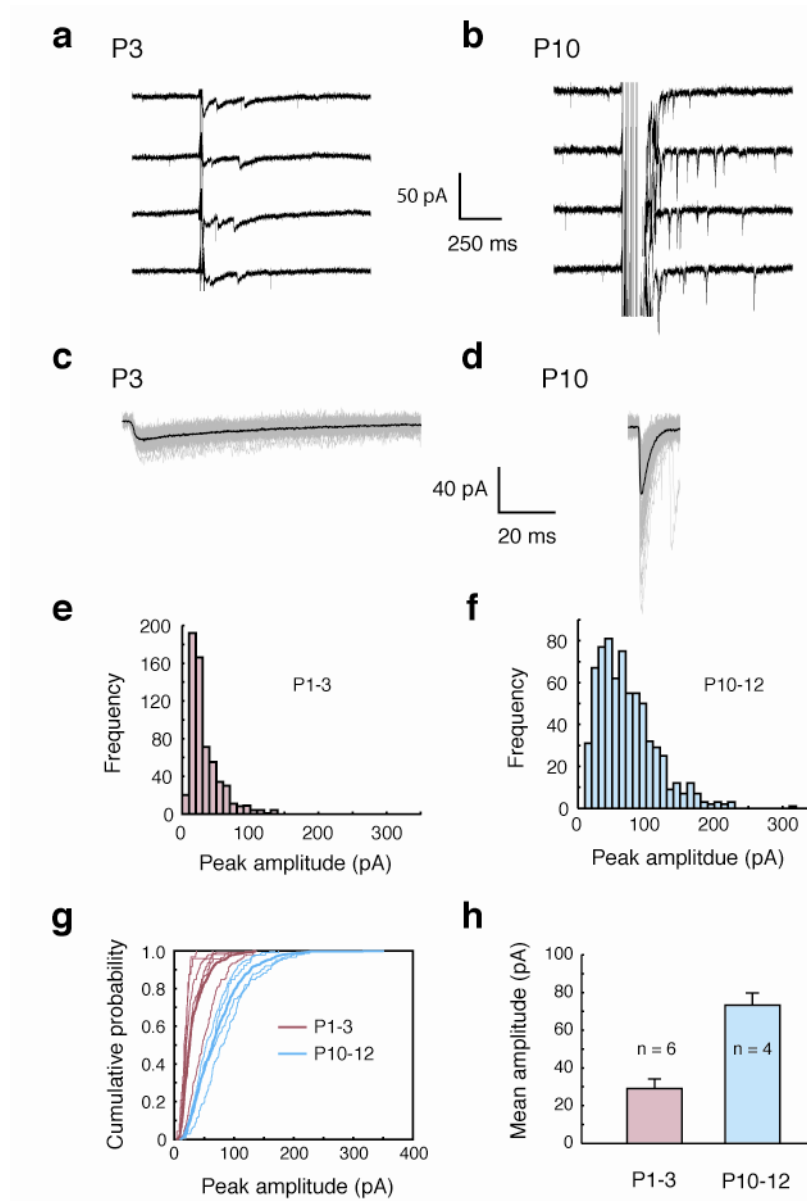 a
P3
b
P10
50 pA
250 ms
c
P3
d
P10
40 pA
20 ms
e
200
160
120
80
40
0
Frequency
P1-3
0
100
200
300
Peak amplitude (pA)
f
80
60
40
20
0
Frequency
P10-12
0
100
200
300
Peak amplitdue (pA)
g
1.0
0.8
0.6
0.4
0.2
0
Cumulative probability
P1-3
P10-12
0
100
200
300
400
Peak amplitude (pA)
h
100
80
60
40
20
0
Mean amplitude (pA)
n = 6
n = 4
P1-3
P10-12